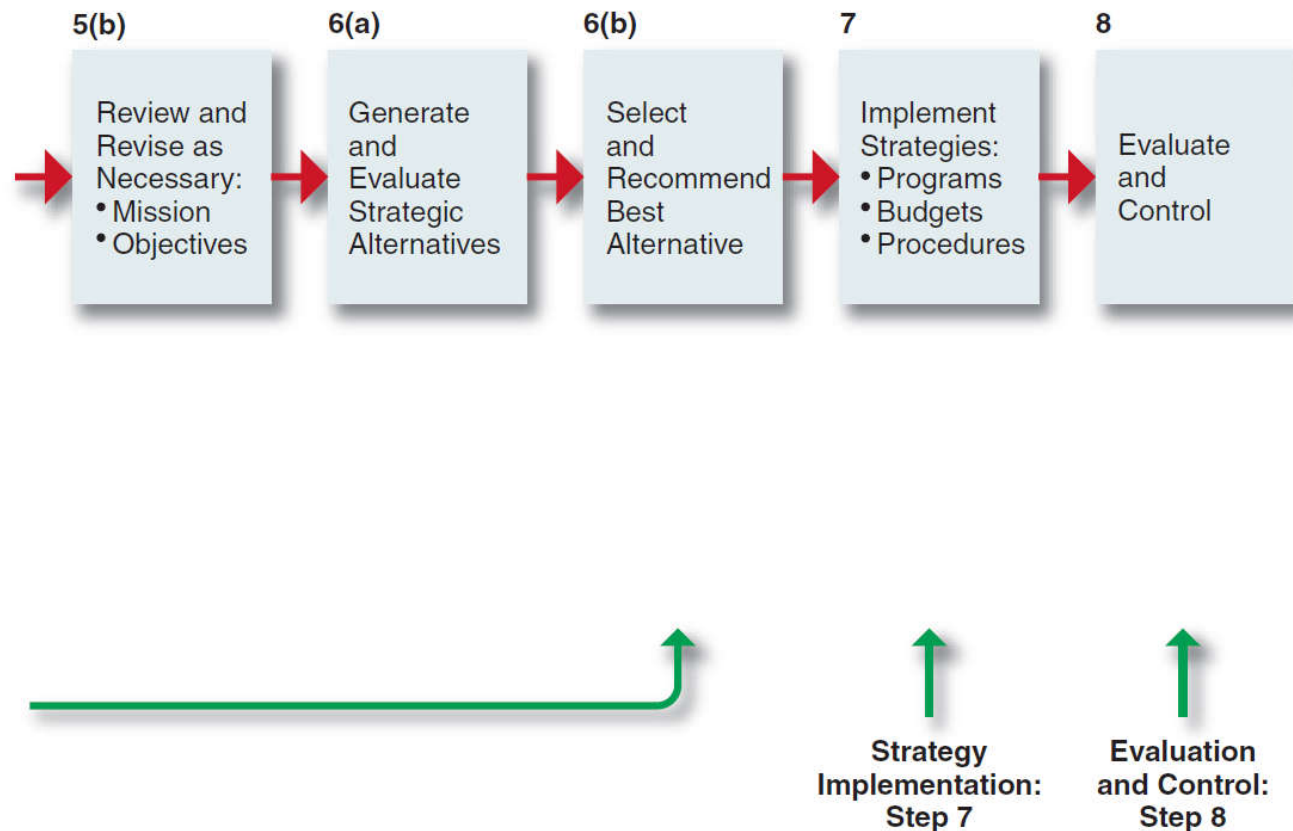 5(b)
6(a)
6(b)
7
8
Review and
Revise as
Necessary:
• Mission
• Objectives
Generate
and
Evaluate
Strategic
Alternatives
Select
and
Recommend
Best
Alternative
Implement
Strategies:
• Programs
• Budgets
• Procedures
Evaluate
and
Control
Strategy
Implementation:
Step 7
Evaluation
and Control:
Step 8